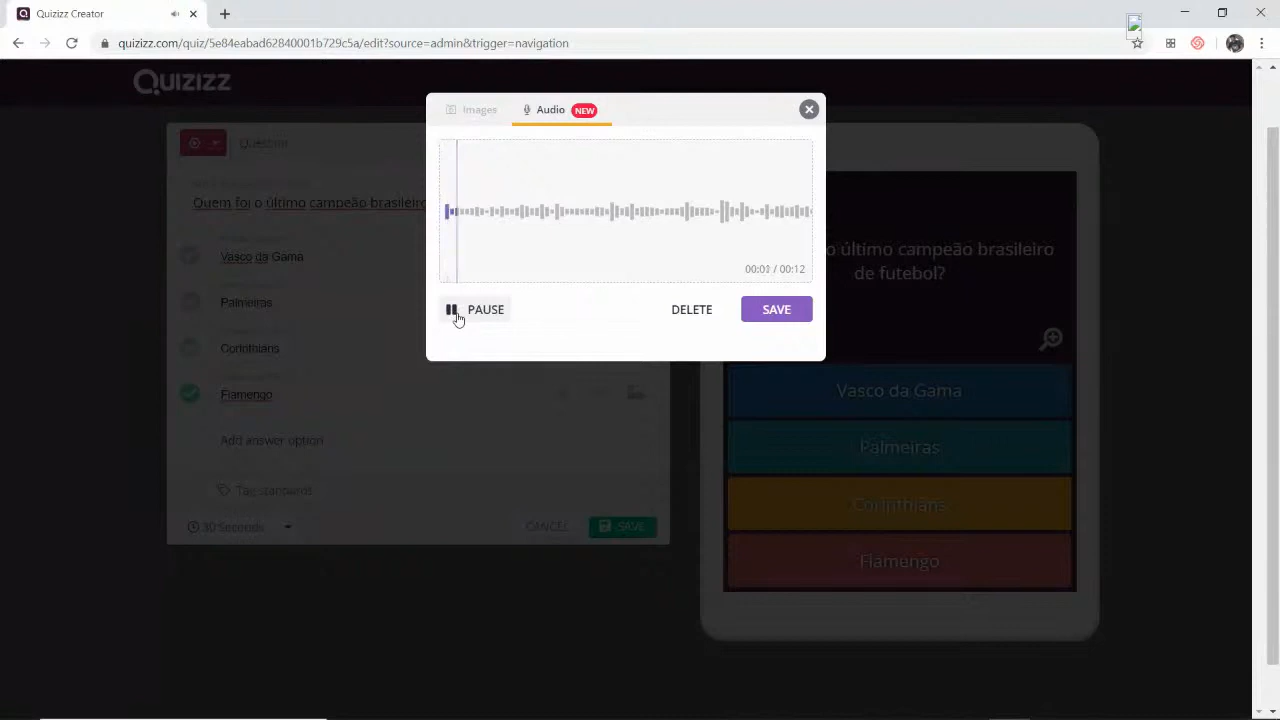 Quizizz Creator
quizizz.com/quiz/5e84eabad62840001b729c5a/edit?source=admin&trigger=navigation
Quizizz
Images
Audio NEW
Question
Quem foi o último campeão brasileiro
Vasco da Gama
Palmeiras
Corinthians
Flamengo
Add answer option
Tag standards
30 Seconds
CANCEL
SAVE
00:01 / 00:12
PAUSE
DELETE
SAVE
o último campeão brasileiro
de futebol?
Vasco da Gama
Palmeiras
Corinthians
Flamengo